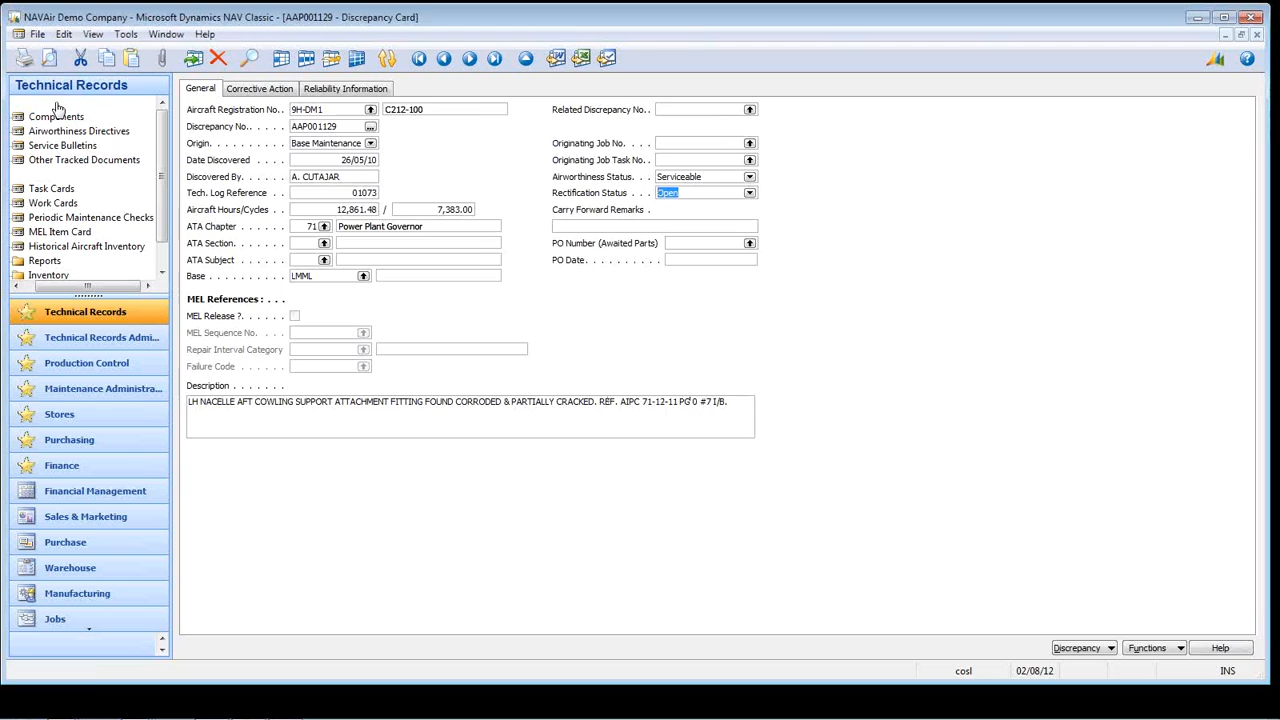 NAVAir Demo Company - Microsoft Dynamics NAV Classic - [AAP001129 - Discrepancy Card]
File Edit View Tools Window Help
Technical Records
Components
Airworthiness Directives
Service Bulletins
Other Tracked Documents
Task Cards
Work Cards
Periodic Maintenance Checks
MEL Item Card
Historical Aircraft Inventory
Reports
Inventory
Technical Records
Technical Records Admi...
Production Control
Maintenance Administra...
Stores
Purchasing
Finance
Financial Management
Sales & Marketing
Purchase
Warehouse
Manufacturing
Jobs
General Corrective Action Reliability Information
Aircraft Registration No. . 9H-DM1 C212-100 Related Discrepancy No. .
Discrepancy No. . . . . . AAP001129 ...
Origin. . . . . . . . . . Base Maintenance Originating Job No. . . .
Date Discovered . . . . . 26/05/10 Originating Job Task No. .
Discovered By. . . . . . A. CUTAJAR Airworthiness Status. . . Serviceable
Tech. Log Reference . . . 01073 Rectification Status . . . Open
Aircraft Hours/Cycles . . 12,861.48 / 7,383.00 Carry Forward Remarks .
ATA Chapter . . . . . . 71 Power Plant Governor
ATA Section. . . . . . . PO Number (Awaited Parts)
ATA Subject . . . . . . PO Date. . . . . . . . .
Base . . . . . . . . . . LMML
MEL References : . . .
MEL Release ?. . . . . .
MEL Sequence No. . . . .
Repair Interval Category
Failure Code . . . . . .
Description . . . . . . .
LH NACELLE AFT COWLING SUPPORT ATTACHMENT FITTING FOUND CORRODED & PARTIALLY CRACKED. REF. AIPC 71-12-11 PG 0 #7 I/B.
Discrepancy Functions Help
cosl 02/08/12 INS